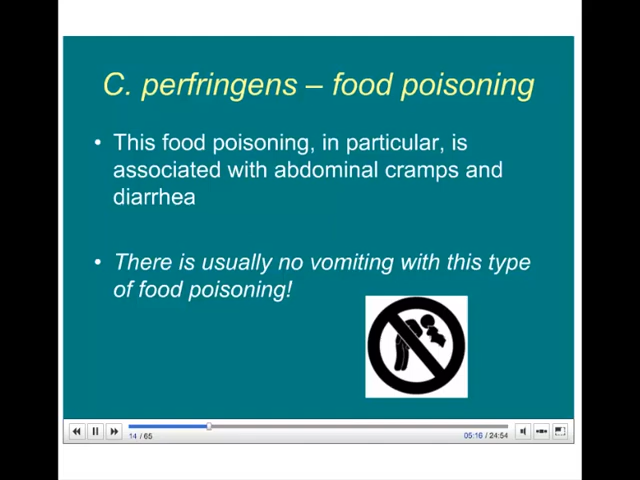 C. perfringens – food poisoning
• This food poisoning, in particular, is
associated with abdominal cramps and
diarrhea
• There is usually no vomiting with this type
of food poisoning!
14 / 65
05:16 / 24:54